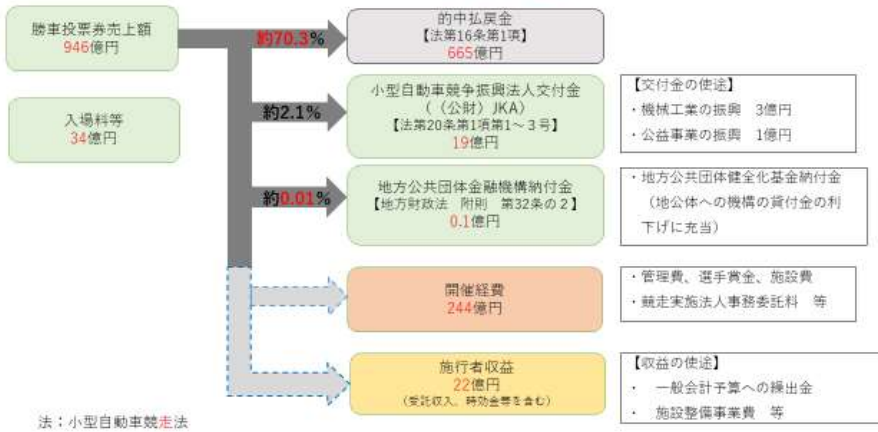 勝車投票券売上額
946億円
入場料等
34億円
約70.3%
的中払戻金
【法第16条第1項】
665億円
約2.1%
小型自動車競争振興法人交付金
((公財)JKA)
【法第20条第1項第1～3号】
19億円
【交付金の使途】
・機械工業の振興 3億円
・公益事業の振興 1億円
約0.01%
地方公共団体金融機構納付金
【地方財政法 附則 第32条の2】
0.1億円
・地方公共団体健全化基金納付金
(地公体への機構の貸付金の利
下げに充当)
開催経費
244億円
・管理費、選手賞金、施設費
・競走実施法人事務委託料 等
施行者収益
22億円
(受託収入、時効金等を含む)
【収益の使途】
・ 一般会計予算への繰出金
・ 施設整備事業費 等
法：小型自動車競走法